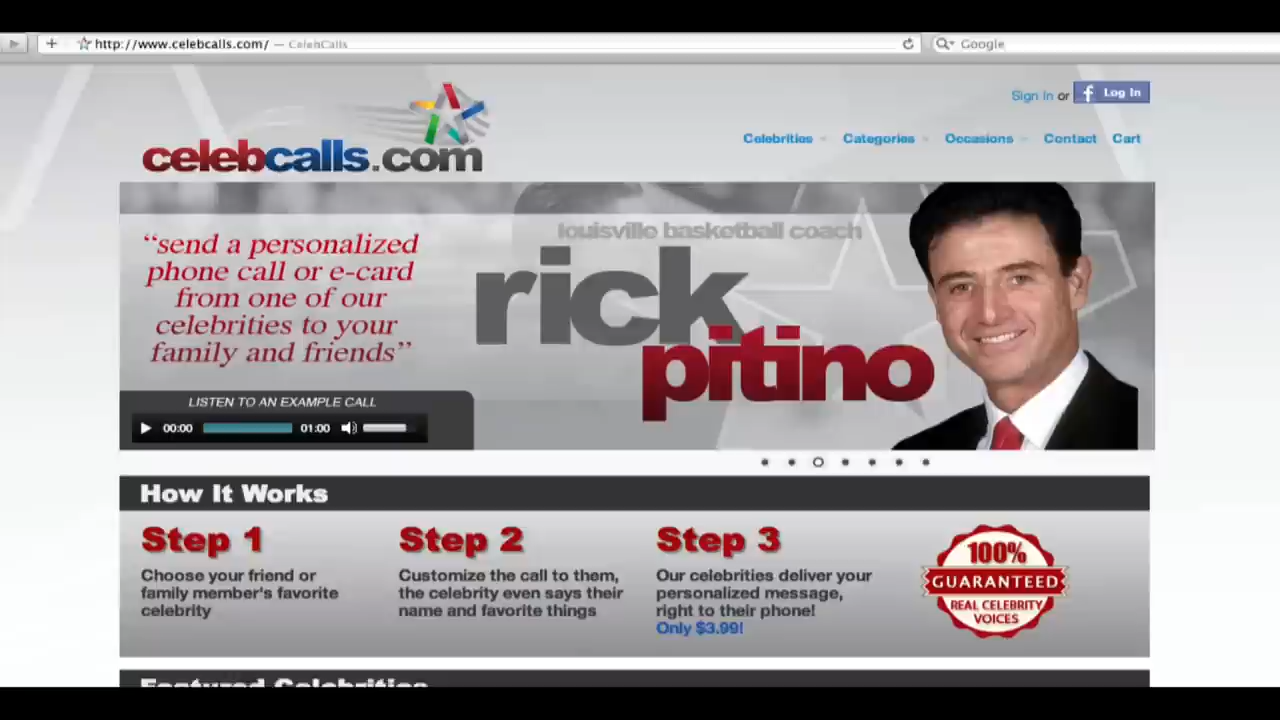 http://www.celebcalls.com/ — CelebCalls
Google
Sign In or f Log In
celebcalls.com
Celebrities Categories Occasions Contact Cart
“send a personalized
phone call or e-card
from one of our
celebrities to your
family and friends”
louisville basketball coach
rick
pitino
LISTEN TO AN EXAMPLE CALL
00:00 01:00
How It Works
Step 1
Choose your friend or
family member's favorite
celebrity
Step 2
Customize the call to them,
the celebrity even says their
name and favorite things
Step 3
Our celebrities deliver your
personalized message,
right to their phone!
Only $3.99!
100%
GUARANTEED
REAL CELEBRITY
VOICES
Featured Celebrities